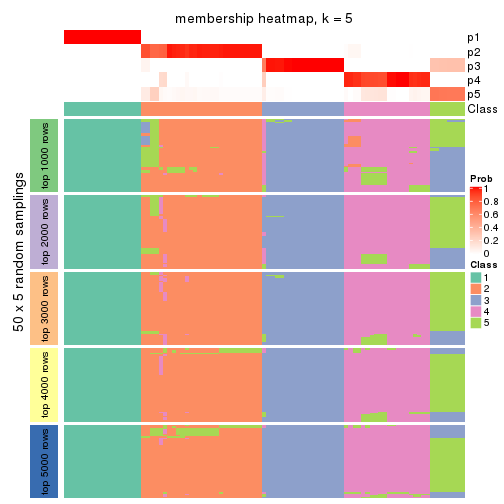 membership heatmap, k = 5
p1
p2
p3
p4
p5
Class
50 x 5 random samplings
top 1000 rows
top 2000 rows
top 3000 rows
top 4000 rows
top 5000 rows
Prob
1
0.8
0.6
0.4
0.2
0
Class
1
2
3
4
5